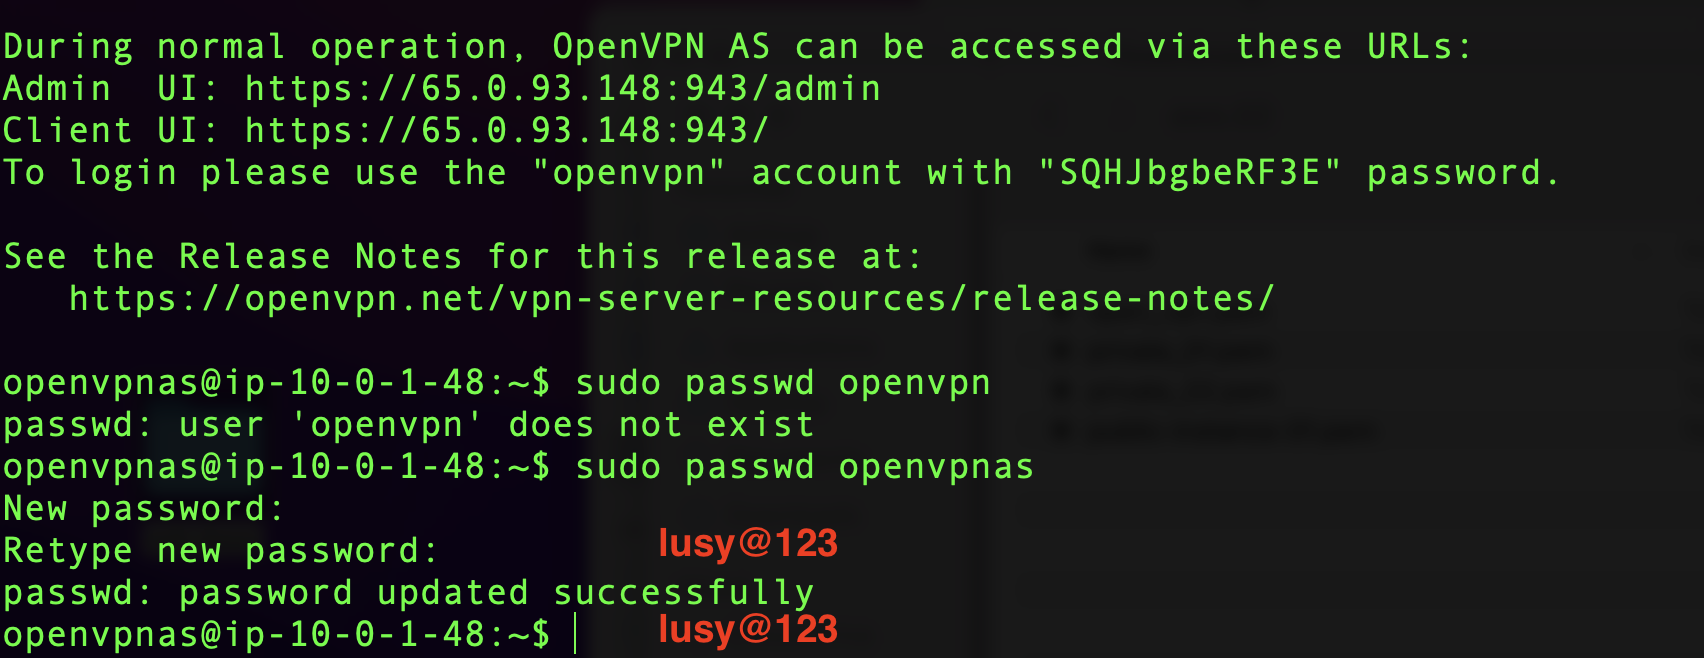 During normal operation, OpenVPN AS can be accessed via these URLs:
Admin  UI: https://65.0.93.148:943/admin
Client UI: https://65.0.93.148:943/
To login please use the "openvpn" account with "SQHJbgbeRF3E" password.
See the Release Notes for this release at:
   https://openvpn.net/vpn-server-resources/release-notes/
openvpnas@ip-10-0-1-48:~$ sudo passwd openvpn
passwd: user 'openvpn' does not exist
openvpnas@ip-10-0-1-48:~$ sudo passwd openvpnas
New password:
Retype new password:
lusy@123
passwd: password updated successfully
openvpnas@ip-10-0-1-48:~$
lusy@123